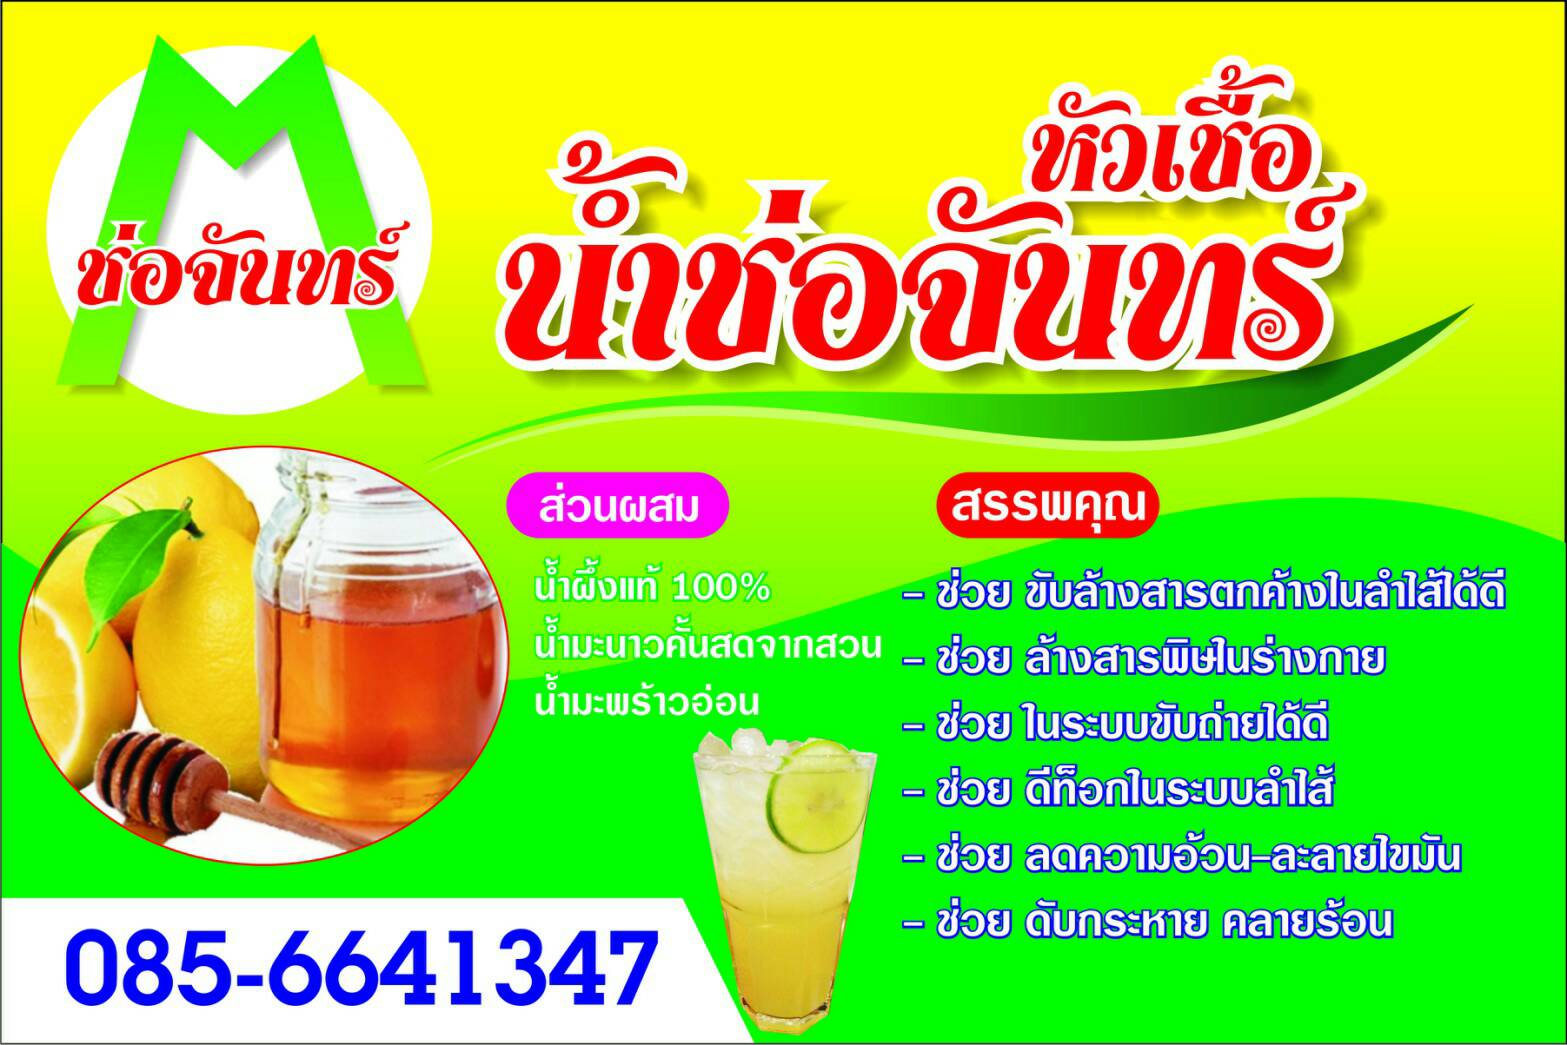 M
ช่อจันทร์
หัวเชื้อ
น้ำช่อจันทร์
ส่วนผสม
น้ำผึ้งแท้ 100%
น้ำมะนาวคั้นสดจากสวน
น้ำมะพร้าวอ่อน
สรรพคุณ
- ช่วย ขับล้างสารตกค้างในลำไส้ได้ดี
- ช่วย ล้างสารพิษในร่างกาย
- ช่วย ในระบบขับถ่ายได้ดี
- ช่วย ดีท็อกในระบบลำไส้
- ช่วย ลดความอ้วน-ละลายไขมัน
- ช่วย ดับกระหาย คลายร้อน
085-6641347